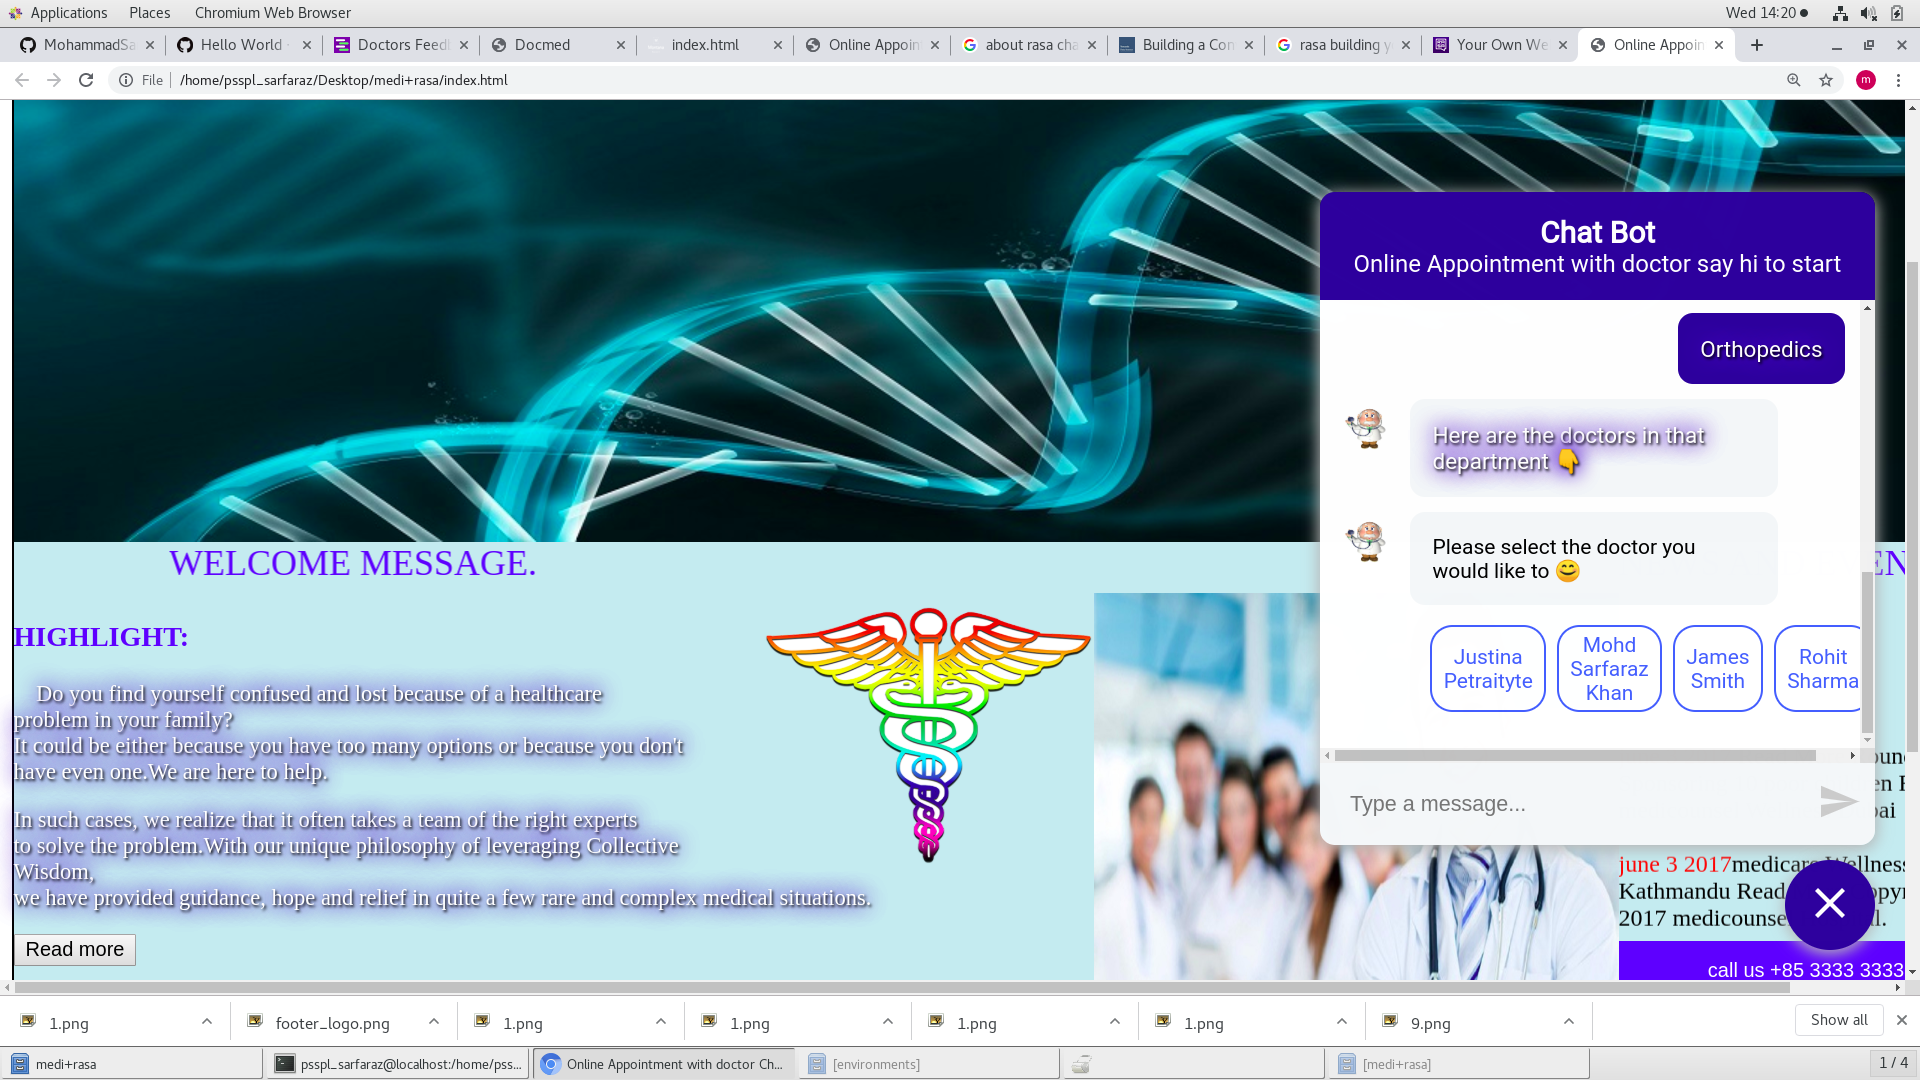 Applications Places Chromium Web Browser Wed 14:20
MohammadSa Hello World Doctors Feed Docmed index.html Online Appoin about rasa cha Building a Con rasa building y Your Own We Online Appoin
File /home/psspl_sarfaraz/Desktop/medi+rasa/index.html m
Chat Bot
Online Appointment with doctor say hi to start
Orthopedics
Here are the doctors in that
department 👇
Please select the doctor you
would like to 😊
Justina
Petraityte
Mohd
Sarfaraz
Khan
James
Smith
Rohit
Sharma
Type a message...
WELCOME MESSAGE.
HIGHLIGHT:
Do you find yourself confused and lost because of a healthcare
problem in your family?
It could be either because you have too many options or because you don't
have even one.We are here to help.
In such cases, we realize that it often takes a team of the right experts
to solve the problem.With our unique philosophy of leveraging Collective
Wisdom,
we have provided guidance, hope and relief in quite a few rare and complex medical situations.
Read more
june 3 2017medicare Wellness
Kathmandu Read
2017 medicounse
call us +85 3333 3333
1.png footer_logo.png 1.png 1.png 1.png 1.png 9.png Show all
medi+rasa psspl_sarfaraz@localhost:/home/pss... Online Appointment with doctor Ch... [environments] [medi+rasa] 1 / 4